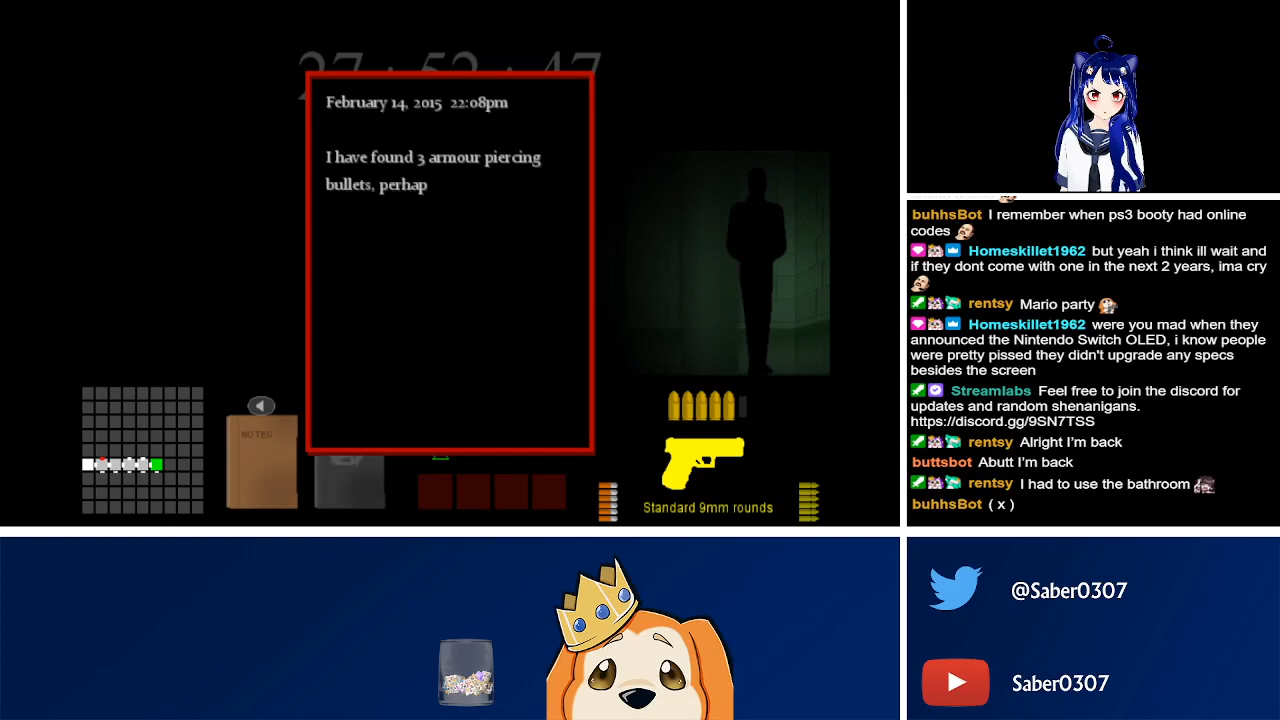 27 : 52 : 47
February 14, 2015 22:08pm
I have found 3 armour piercing
bullets, perhap
NOTES
Standard 9mm rounds
buhhsBot I remember when ps3 booty had online
codes
Homeskillet1962 but yeah i think ill wait and
if they dont come with one in the next 2 years, ima cry
rentsy Mario party
Homeskillet1962 were you mad when they
announced the Nintendo Switch OLED, i know people
were pretty pissed they didn't upgrade any specs
besides the screen
Streamlabs Feel free to join the discord for
updates and random shenanigans.
https://discord.gg/9SN7TSS
rentsy Alright I'm back
buttsbot Abutt I'm back
rentsy I had to use the bathroom
buhhsBot ( x )
@Saber0307
Saber0307